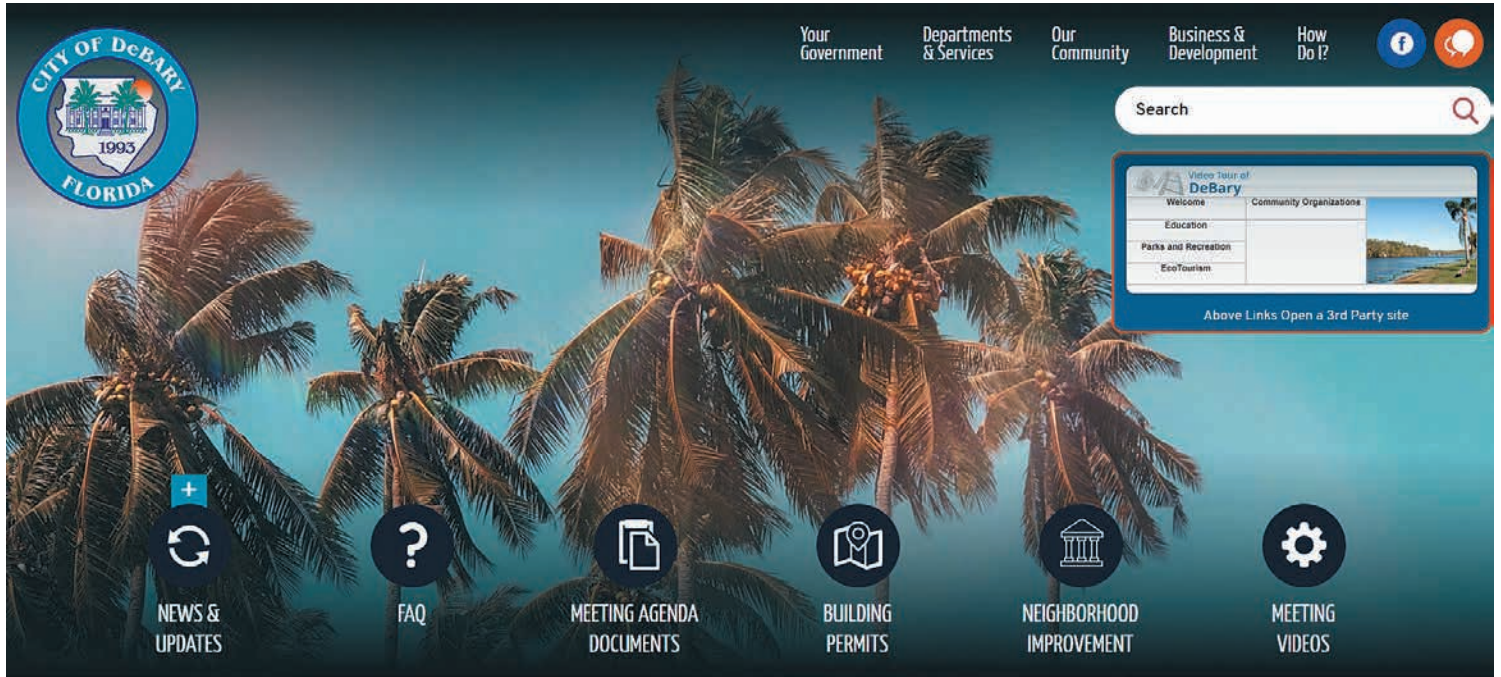 CITY OF DeBARY
1993
FLORIDA
Your
Government
Departments
& Services
Our
Community
Business &
Development
How
Do I?
f
Search
Video Tour of
DeBary
Welcome
Community Organizations
Education
Parks and Recreation
EcoTourism
Above Links Open a 3rd Party site
+
?
NEWS &
UPDATES
FAQ
MEETING AGENDA
DOCUMENTS
BUILDING
PERMITS
NEIGHBORHOOD
IMPROVEMENT
MEETING
VIDEOS